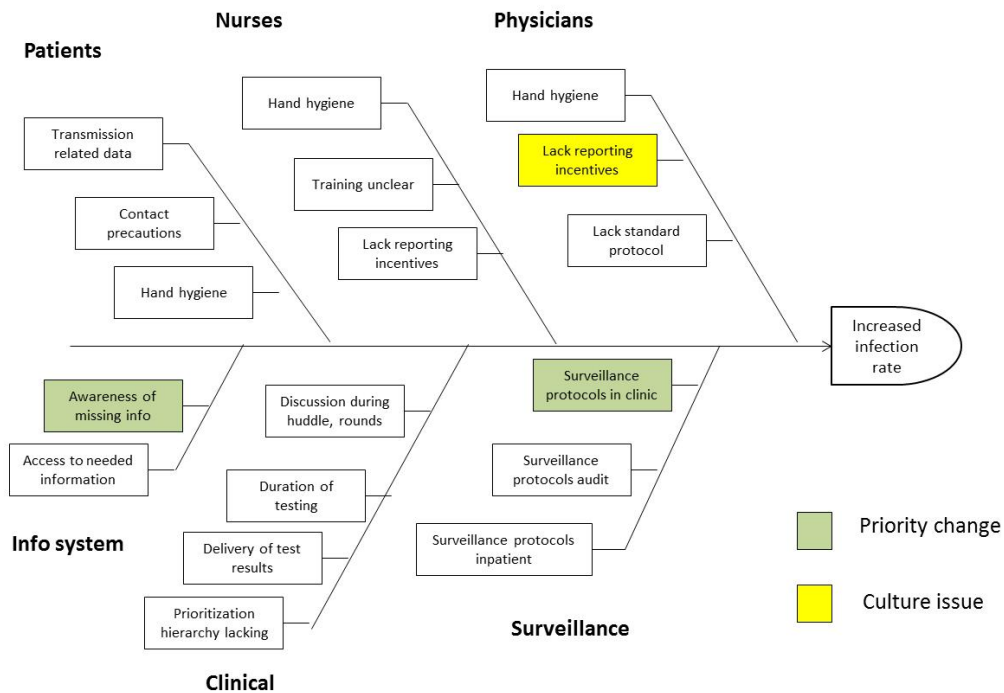 Nurses
Physicians
Patients
Hand hygiene
Hand hygiene
Transmission
related data
Lack reporting
incentives
Training unclear
Contact
precautions
Lack reporting
incentives
Lack standard
protocol
Hand hygiene
Increased
infection
rate
Awareness of
missing info
Discussion during
huddle, rounds
Surveillance
protocols in clinic
Access to needed
information
Surveillance
protocols audit
Duration of
testing
Info system
Delivery of test
results
Surveillance protocols
inpatient
Priority change
Prioritization
hierarchy lacking
Culture issue
Surveillance
Clinical